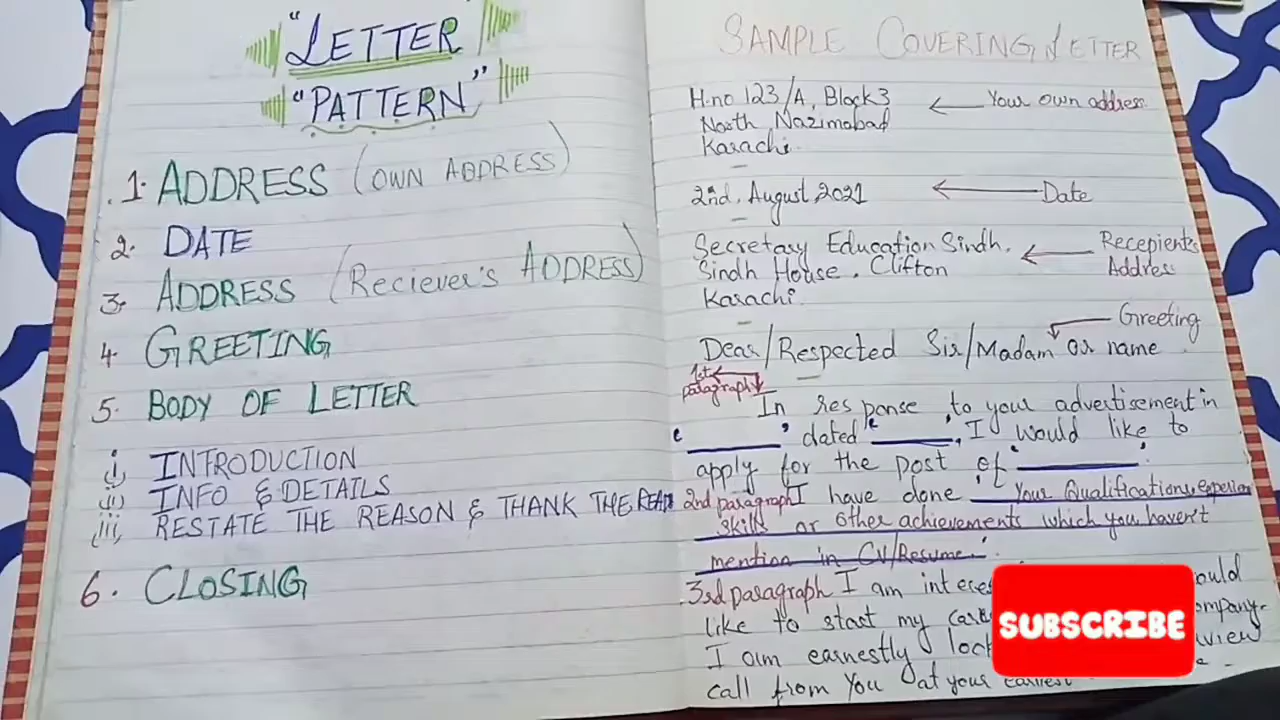 "LETTER
"PATTERN"
1. ADDRESS (OWN ADDRESS)
2. DATE
3. ADDRESS (Reciever's ADDRESS)
4. GREETING
5. BODY OF LETTER
i) INTRODUCTION
ii) INFO & DETAILS
iii) RESTATE THE REASON & THANK THE READ
6. CLOSING
SAMPLE COVERING LETTER
H.no 123/A, Block 3 ← Your own address
North Nazimabad
Karachi.
2nd. August 2021 ← Date
Secretary Education Sindh. ← Recepients
Sindh House. Clifton Address
Karachi.
Greeting
Dear/Respected Sir/Madam or name
1st
paragraph
In response to your advertisement in
' ________ ' dated ' ________ ', I would like to
apply for the post of ' ________ '.
2nd paragraph I have done ' Your Qualifications,
skills or other achievements which you haven't
mention in CV/Resume '.
3rd paragraph I am
like to start my
I am earnestly
call from You at your
SUBSCRIBE